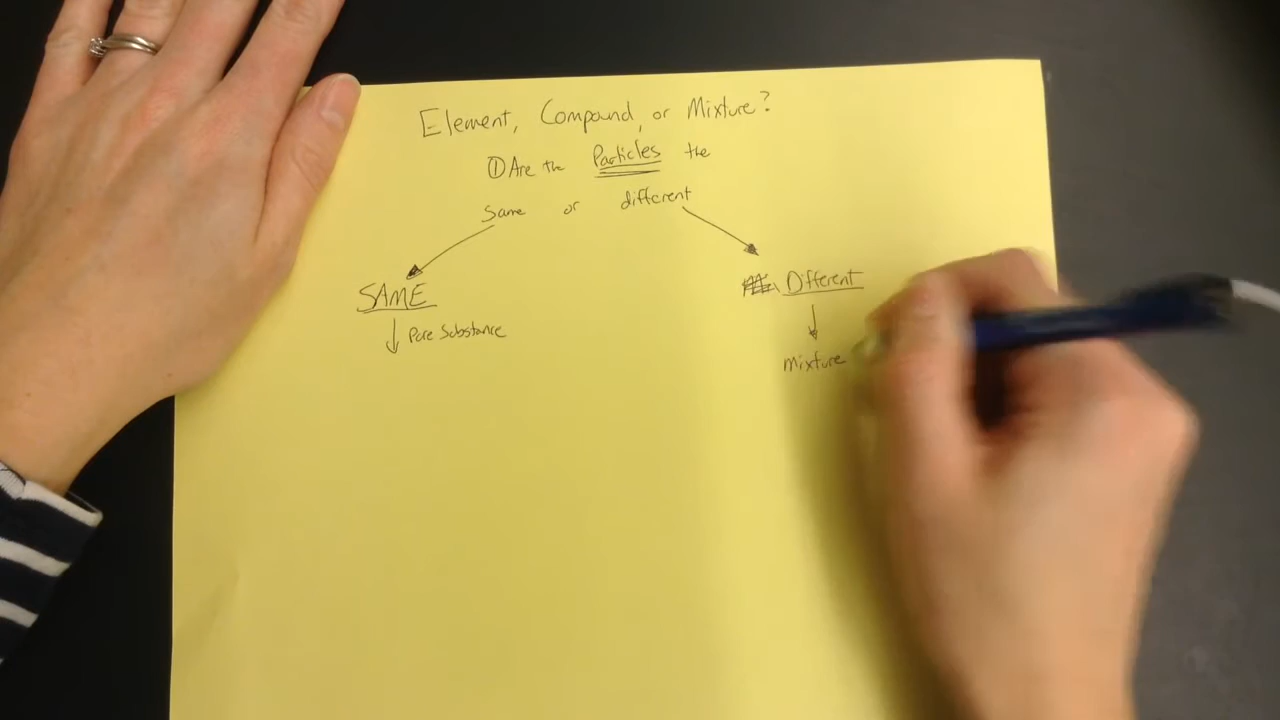 Element, Compound, or Mixture?
① Are the Particles the
Same or different
SAME
Different
Pure Substance
Mixture